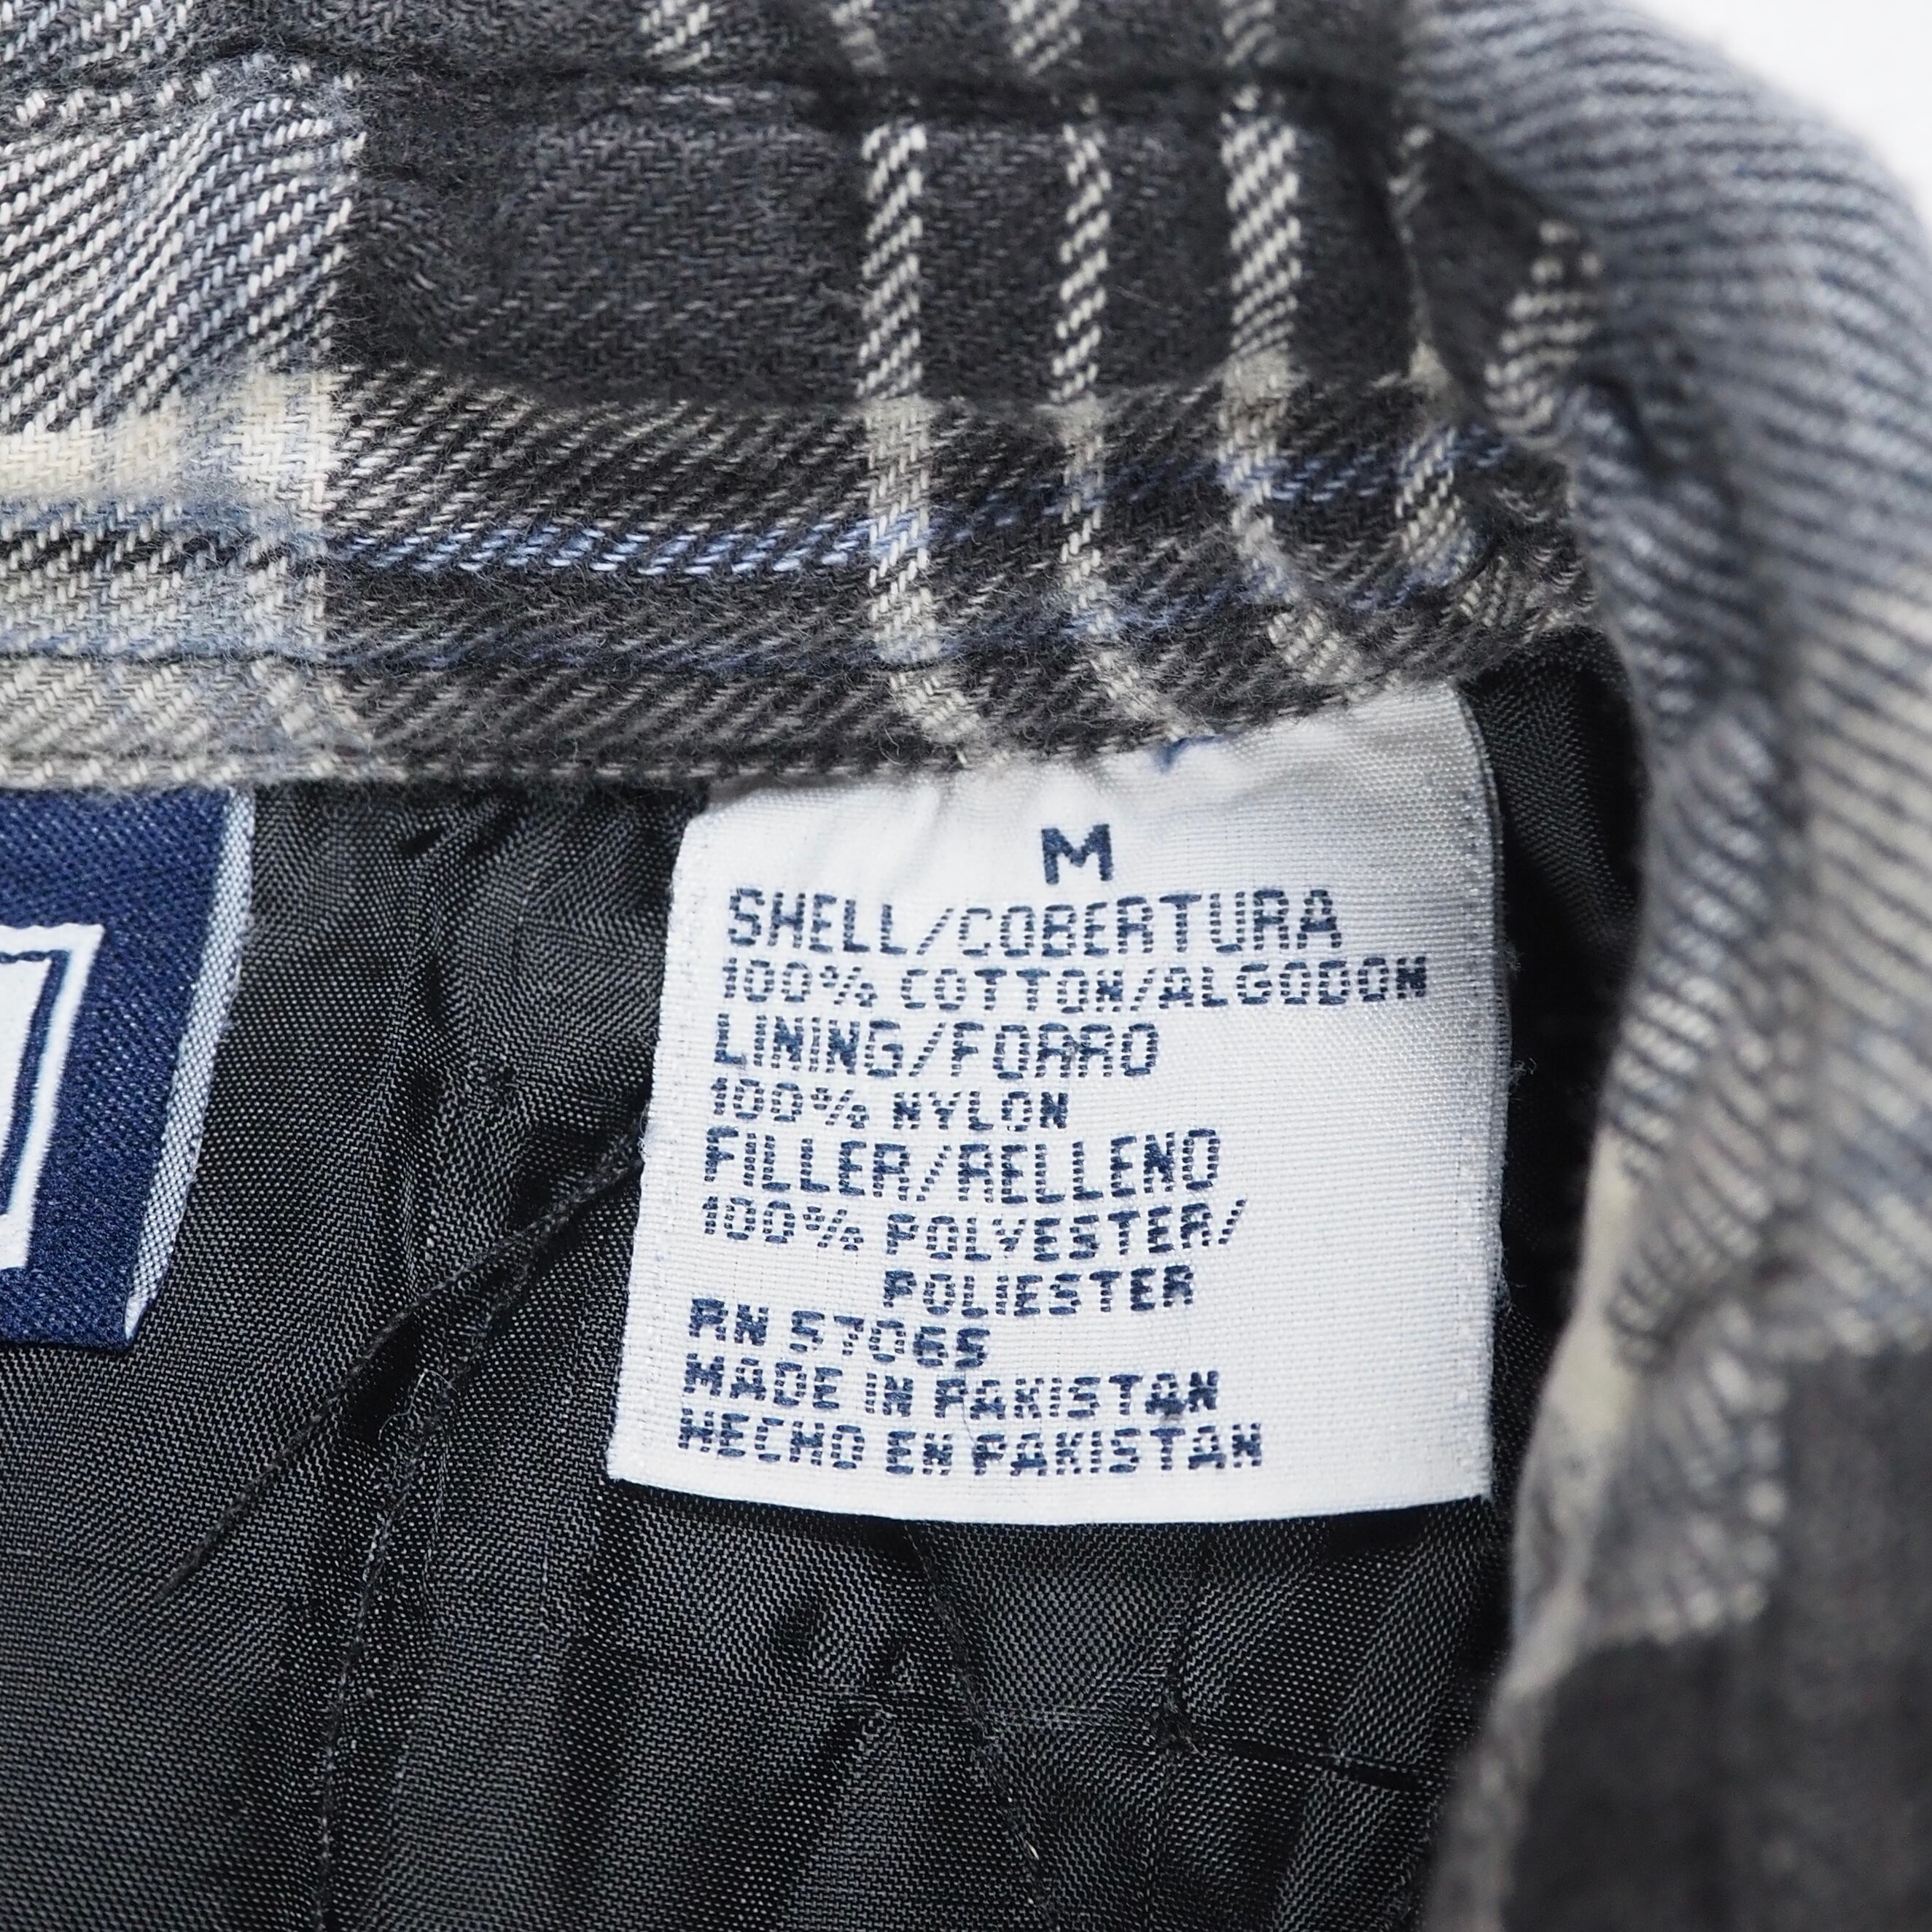 M
SHELL/COBERTURA
100% COTTON/ALGODON
LINING/FORRO
100% NYLON
FILLER/RELLENO
100% POLYESTER/
POLIESTER
RN 57065
MADE IN PAKISTAN
HECHO EN PAKISTAN